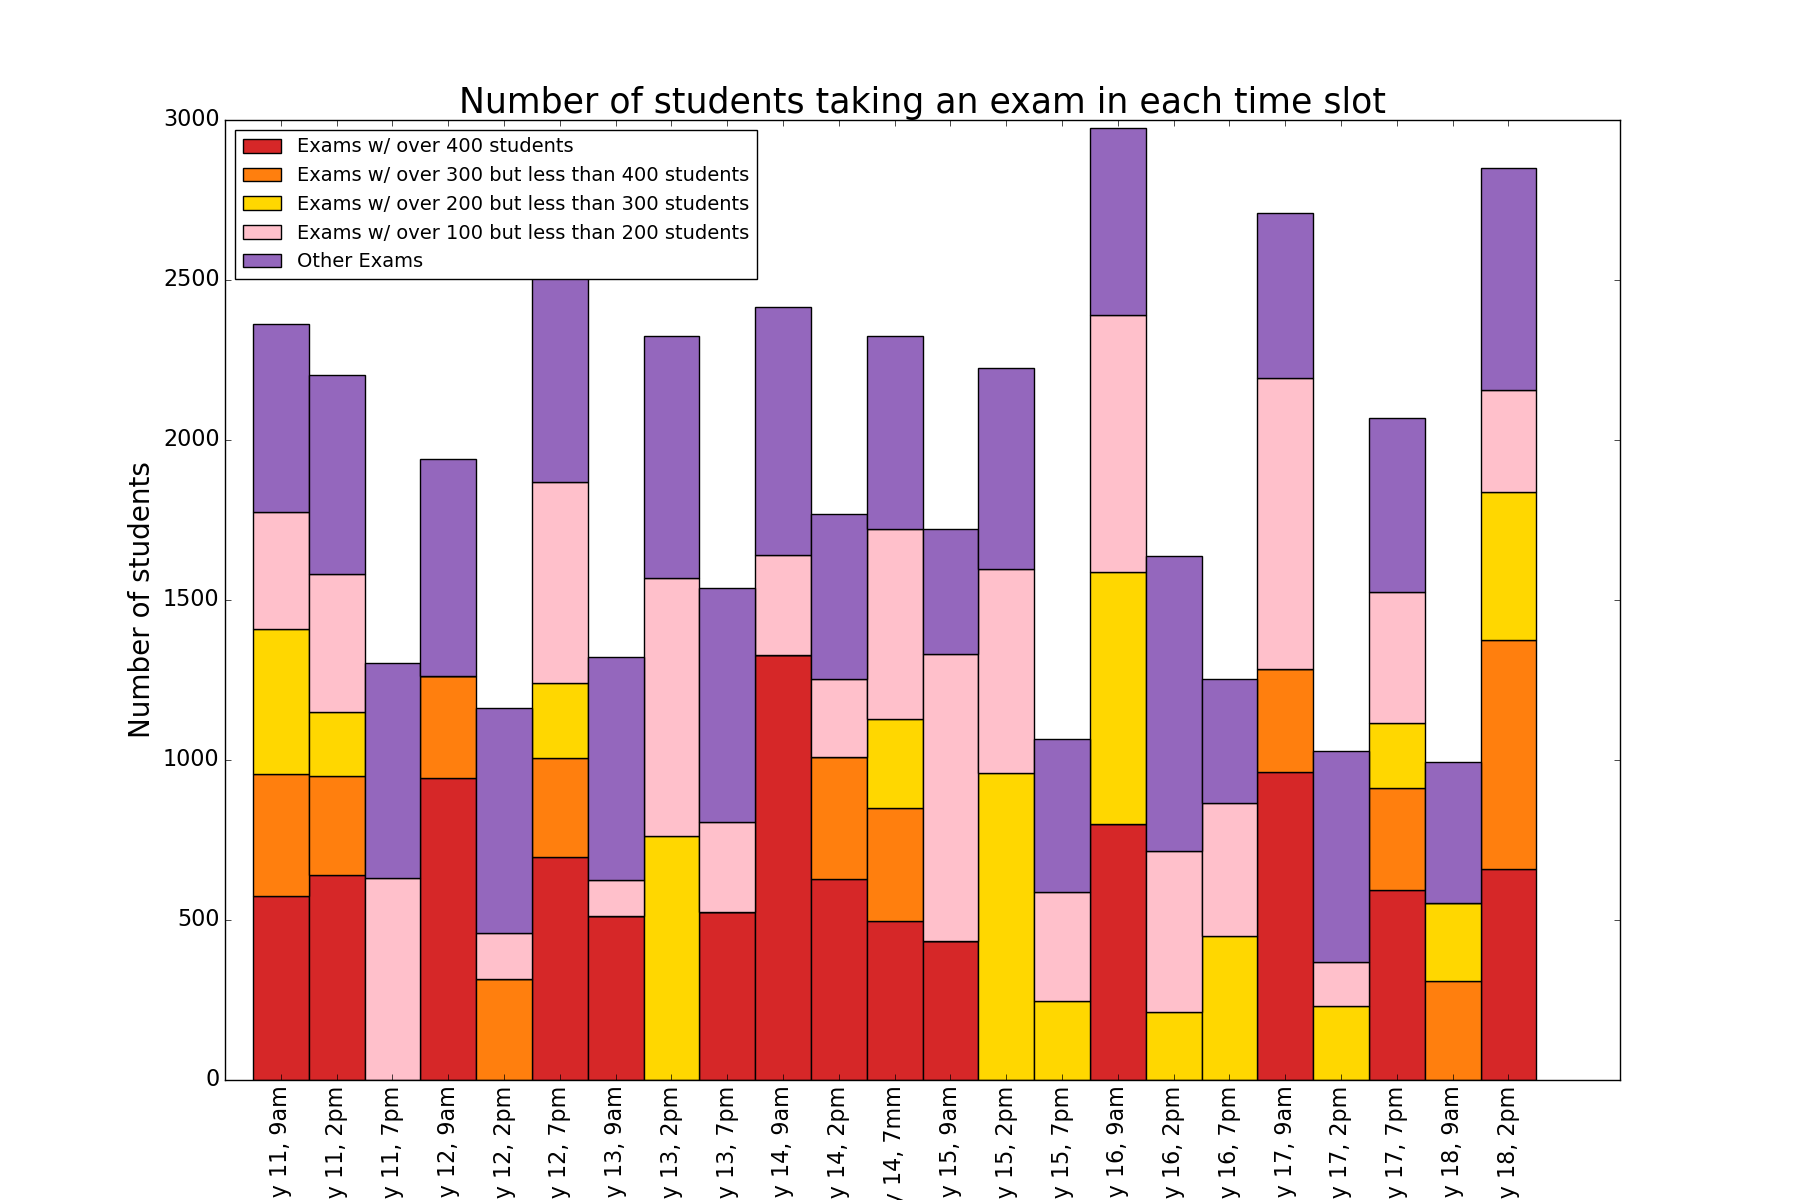 Number of students taking an exam in each time slot
Number of students
3000
2500
2000
1500
1000
500
0
Exams w/ over 400 students
Exams w/ over 300 but less than 400 students
Exams w/ over 200 but less than 300 students
Exams w/ over 100 but less than 200 students
Other Exams
y 11, 9am
y 11, 2pm
y 11, 7pm
y 12, 9am
y 12, 2pm
y 12, 7pm
y 13, 9am
y 13, 2pm
y 13, 7pm
y 14, 9am
y 14, 2pm
y 14, 7mm
y 15, 9am
y 15, 2pm
y 15, 7pm
y 16, 9am
y 16, 2pm
y 16, 7pm
y 17, 9am
y 17, 2pm
y 17, 7pm
y 18, 9am
y 18, 2pm